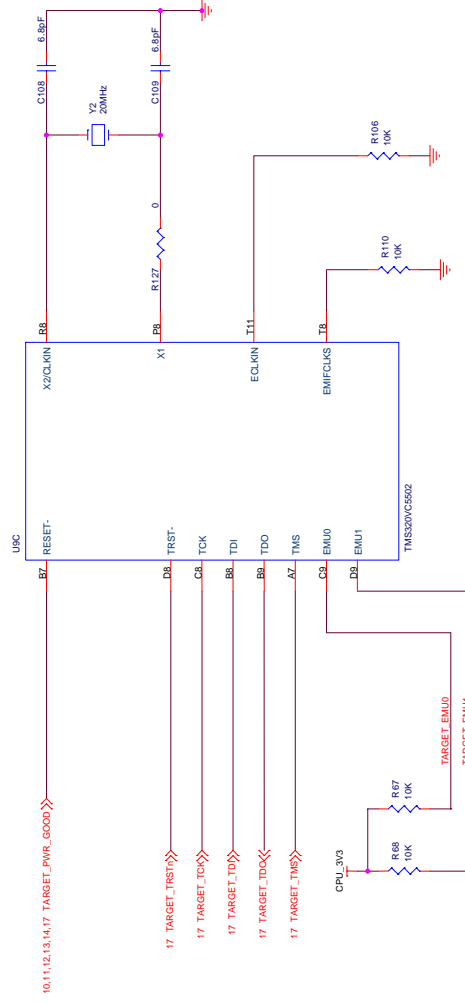 6.8pF
C108
6.8pF
C109
Y2
20MHz
R106
10K
0
R127
R110
10K
R8
P8
T11
T8
X2/CLKIN
X1
ECLKIN
EMIFCLKS
U9C
TMS320VC5502
RESET-
TRST-
TCK
TDI
TDO
TMS
EMU0
EMU1
B7
D8
C8
B8
B9
A7
C9
D9
TARGET_EMU0
TARGET_EMU1
R67
10K
R68
10K
CPU_3V3
10,11,12,13,14,17 TARGET_PWR_GOOD
17 TARGET_TRSTn
17 TARGET_TCK
17 TARGET_TDI
17 TARGET_TDO
17 TARGET_TMS